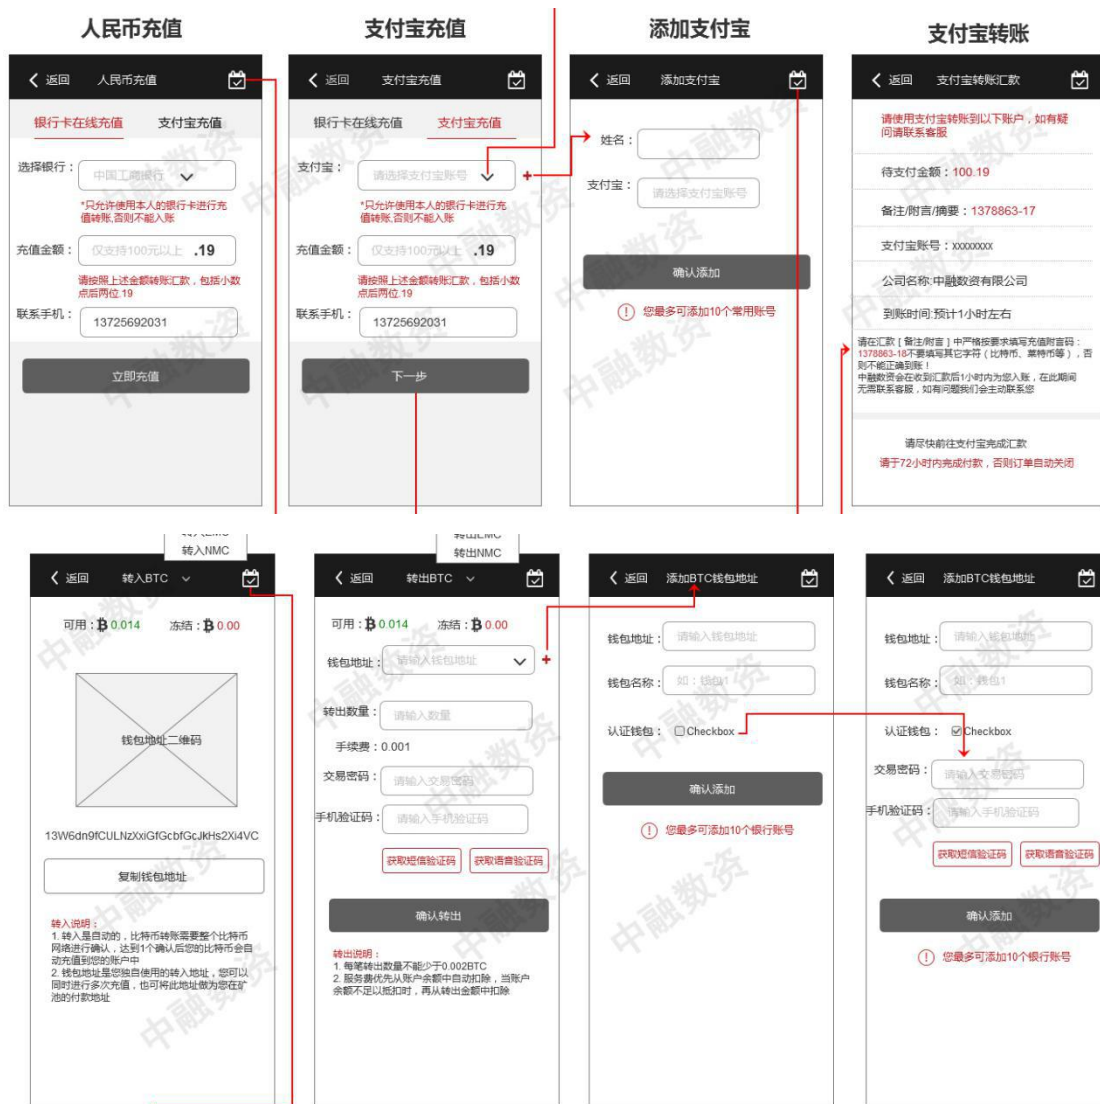 人民币充值
返回 人民币充值
银行卡在线充值 支付宝充值
选择银行：
中国工商银行
*只允许使用本人的银行卡进行充
值转账,否则不能入账
充值金额：
仅支持100元以上 .19
请按照上述金额转账汇款，包括小数
点后两位.19
联系手机：
13725692031
立即充值
支付宝充值
返回 支付宝充值
银行卡在线充值 支付宝充值
支付宝：
请选择支付宝账号
*只允许使用本人的银行卡进行充
值转账,否则不能入账
充值金额：
仅支持100元以上 .19
请按照上述金额转账汇款，包括小数
点后两位.19
联系手机：
13725692031
下一步
添加支付宝
返回 添加支付宝
姓名：
支付宝：
请选择支付宝账号
确认添加
您最多可添加10个常用账号
支付宝转账
返回 支付宝转账汇款
请使用支付宝转账到以下账户，如有疑
问请联系客服
待支付金额：100.19
备注/附言/摘要：1378863-17
支付宝账号：xxxxxxxx
公司名称:中融数资有限公司
到账时间:预计1小时左右
请在汇款 [ 备注/附言 ] 中严格按要求填写充值附言码：
1378863-18不要填写其它字符（比特币、莱特币等），否
则不能正确到账！
中融数资会在收到汇款后1小时内为您入账，在此期间
无需联系客服，如有问题我们会主动联系您
请尽快前往支付宝完成汇款
请于72小时内完成付款，否则订单自动关闭
转入NMC
返回 转入BTC
可用：0.014 冻结：0.00
钱包地址二维码
13W6dn9fCULNzXxiGfGcbfGcJkHs2Xi4VC
复制钱包地址
转入说明：
1. 转入是自动的，比特币转账需要整个比特币
网络进行确认，达到1个确认后您的比特币会自
动充值到您的账户中
2. 钱包地址是您独自使用的转入地址，您可以
同时进行多次充值，也可将此地址做为您在矿
池的付款地址
转出EMC
转出NMC
返回 转出BTC
可用：0.014 冻结：0.00
钱包地址：
请输入钱包地址
转出数量：
请输入数量
手续费：0.001
交易密码：
请输入交易密码
手机验证码：
请输入手机验证码
获取短信验证码 获取语音验证码
确认转出
转出说明：
1. 每笔转出数量不能少于0.002BTC
2. 服务费优先从账户余额中自动扣除，当账户
余额不足以抵扣时，再从转出金额中扣除
返回 添加BTC钱包地址
钱包地址：
请输入钱包地址
钱包名称：
如：钱包1
认证钱包： Checkbox
确认添加
您最多可添加10个银行账号
返回 添加BTC钱包地址
钱包地址：
请输入钱包地址
钱包名称：
如：钱包1
认证钱包： Checkbox
交易密码：
请输入交易密码
手机验证码：
请输入手机验证码
获取短信验证码 获取语音验证码
确认添加
您最多可添加10个银行账号
中融数资